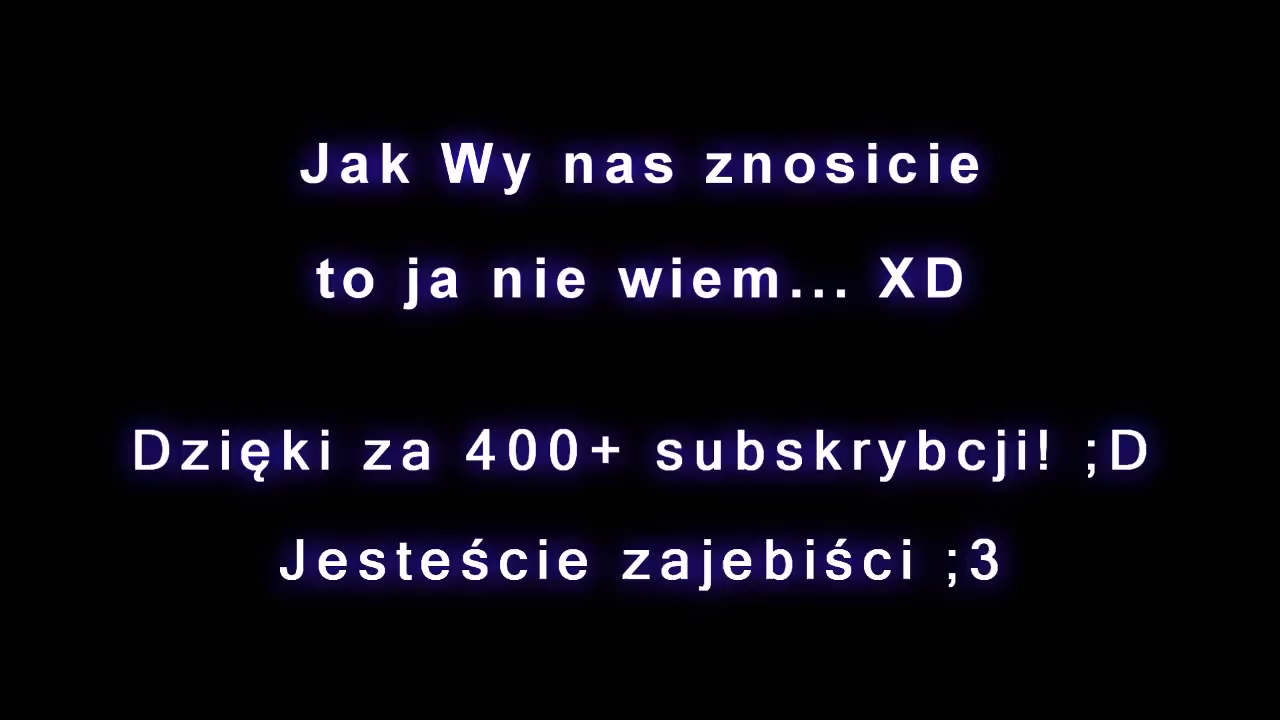 Jak Wy nas znosicie
to ja nie wiem... XD
Dzięki za 400+ subskrybcji! ;D
Jesteście zajebiści ;3